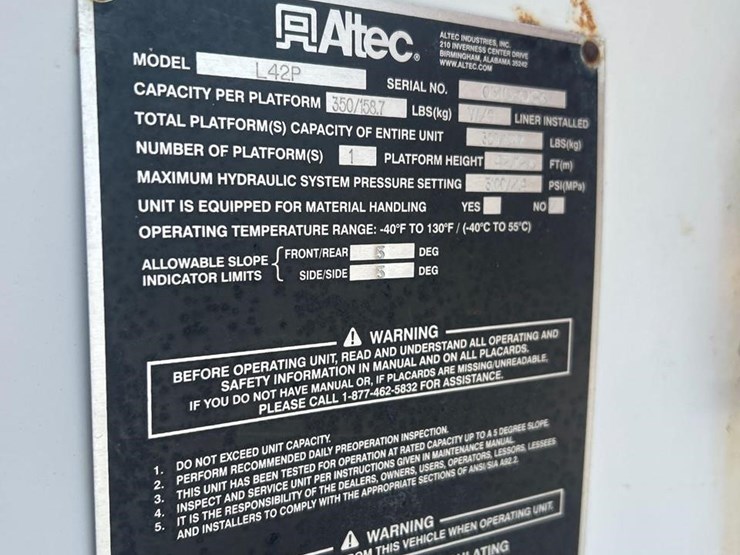 Altec
ALTEC INDUSTRIES, INC.
210 INVERNESS CENTER DRIVE
BIRMINGHAM, ALABAMA 35242
WWW.ALTEC.COM
MODEL L42P
SERIAL NO.
CAPACITY PER PLATFORM 350/158.7 LBS(kg) LINER INSTALLED
TOTAL PLATFORM(S) CAPACITY OF ENTIRE UNIT LBS(kg)
NUMBER OF PLATFORM(S) 1 PLATFORM HEIGHT FT(m)
MAXIMUM HYDRAULIC SYSTEM PRESSURE SETTING PSI(MPa)
UNIT IS EQUIPPED FOR MATERIAL HANDLING YES NO
OPERATING TEMPERATURE RANGE: -40°F TO 130°F / (-40°C TO 55°C)
ALLOWABLE SLOPE INDICATOR LIMITS { FRONT/REAR 5 DEG
SIDE/SIDE 5 DEG
WARNING
BEFORE OPERATING UNIT, READ AND UNDERSTAND ALL OPERATING AND
SAFETY INFORMATION IN MANUAL AND ON ALL PLACARDS.
IF YOU DO NOT HAVE MANUAL OR, IF PLACARDS ARE MISSING/UNREADABLE,
PLEASE CALL 1-877-462-5832 FOR ASSISTANCE.
1. DO NOT EXCEED UNIT CAPACITY.
2. PERFORM RECOMMENDED DAILY PREOPERATION INSPECTION.
3. THIS UNIT HAS BEEN TESTED FOR OPERATION AT RATED CAPACITY UP TO A 5 DEGREE SLOPE.
4. INSPECT AND SERVICE UNIT PER INSTRUCTIONS GIVEN IN MAINTENANCE MANUAL.
5. IT IS THE RESPONSIBILITY OF THE DEALERS, OWNERS, USERS, OPERATORS, LESSORS, LESSEES
AND INSTALLERS TO COMPLY WITH THE APPROPRIATE SECTIONS OF ANSI/SIA A92.2.
WARNING
FROM THIS VEHICLE WHEN OPERATING UNIT.